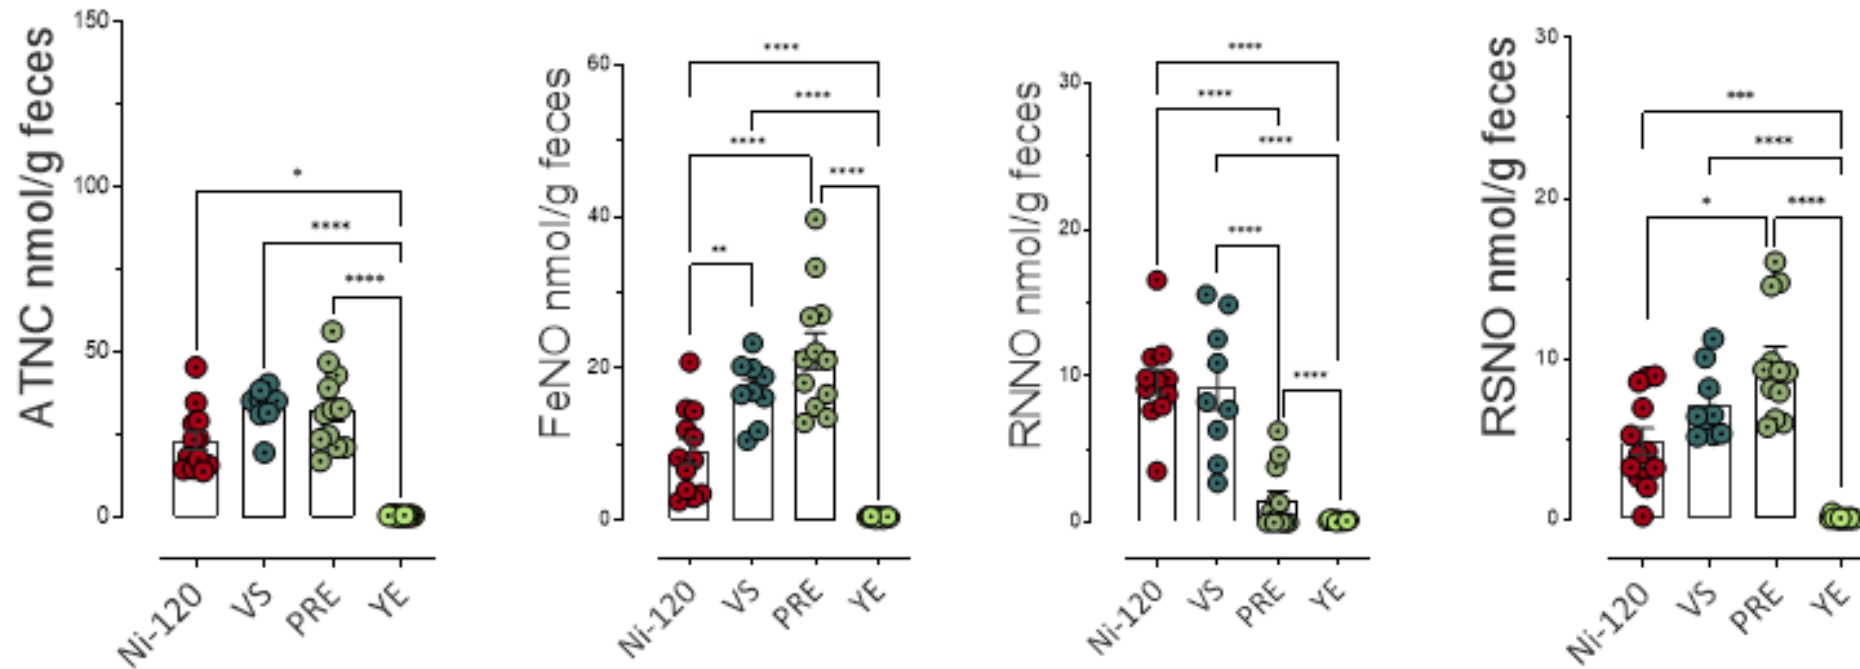 ATNC nmol/g feces
150
100
50
0
*
****
****
Ni-120
VS
PRE
YE
FeNO nmol/g feces
60
40
20
0
****
****
****
****
**
Ni-120
VS
PRE
YE
RNNO nmol/g feces
30
20
10
0
****
****
****
****
****
Ni-120
VS
PRE
YE
RSNO nmol/g feces
30
20
10
0
***
****
*
****
Ni-120
VS
PRE
YE